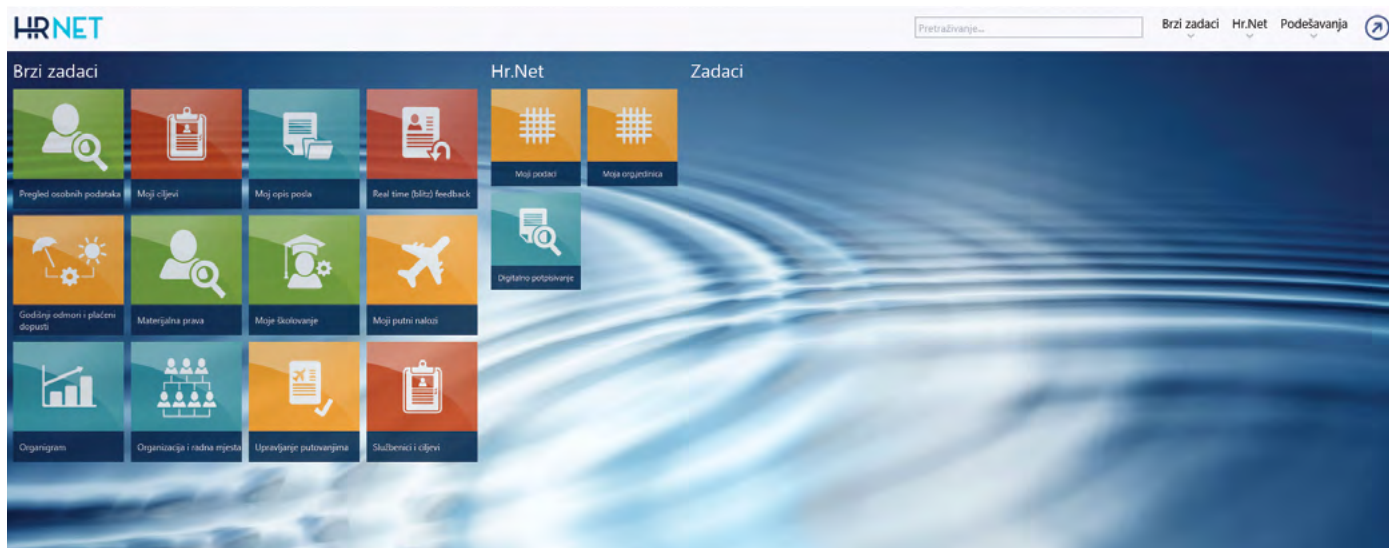 HRNET
Pretraživanje...
Brzi zadaci
Hr.Net
Podešavanja
Brzi zadaci
Pregled osobnih podataka
Moji ciljevi
Moj opis posla
Real time (blitz) feedback
Godišnji odmori i plaćeni
dopusti
Materijalna prava
Moje školovanje
Moji putni nalozi
Organigram
Organizacija i radna mjesta
Upravljanje putovanjima
Službenici i ciljevi
Hr.Net
Moji podaci
Moja org.jedinica
Digitalno potpisivanje
Zadaci